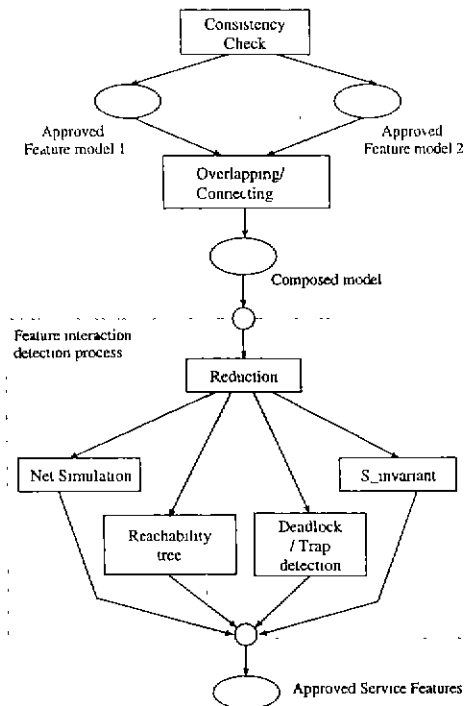 Consistency
Check
Approved
Feature model 1
Approved
Feature model 2
Overlapping/
Connecting
Composed model
Feature interaction
detection process
Reduction
Net Simulation
S_invariant
Reachability
tree
Deadlock
/ Trap
detection
Approved Service Features